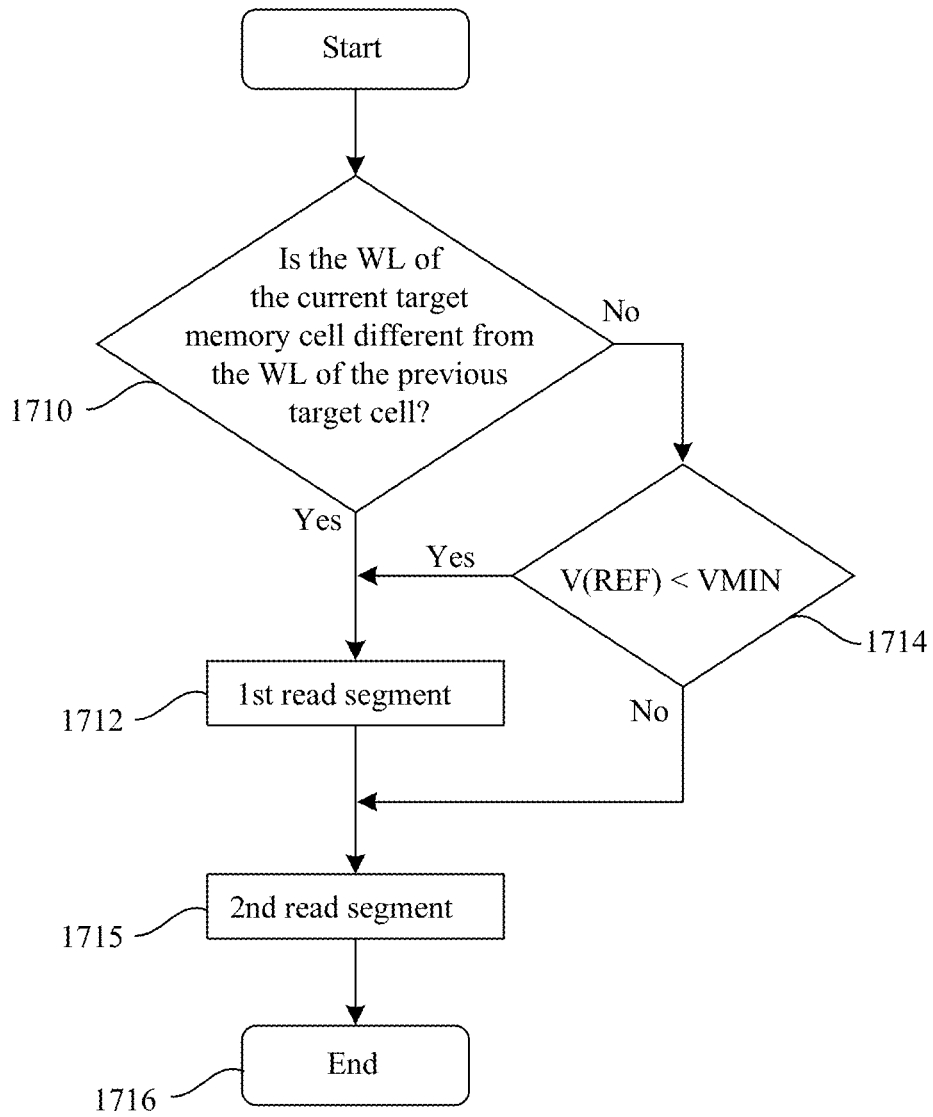 Start
Is the WL of
the current target
memory cell different from
the WL of the previous
target cell?
No
1710
Yes
Yes
V(REF) < VMIN
1714
1st read segment
1712
No
2nd read segment
1715
End
1716